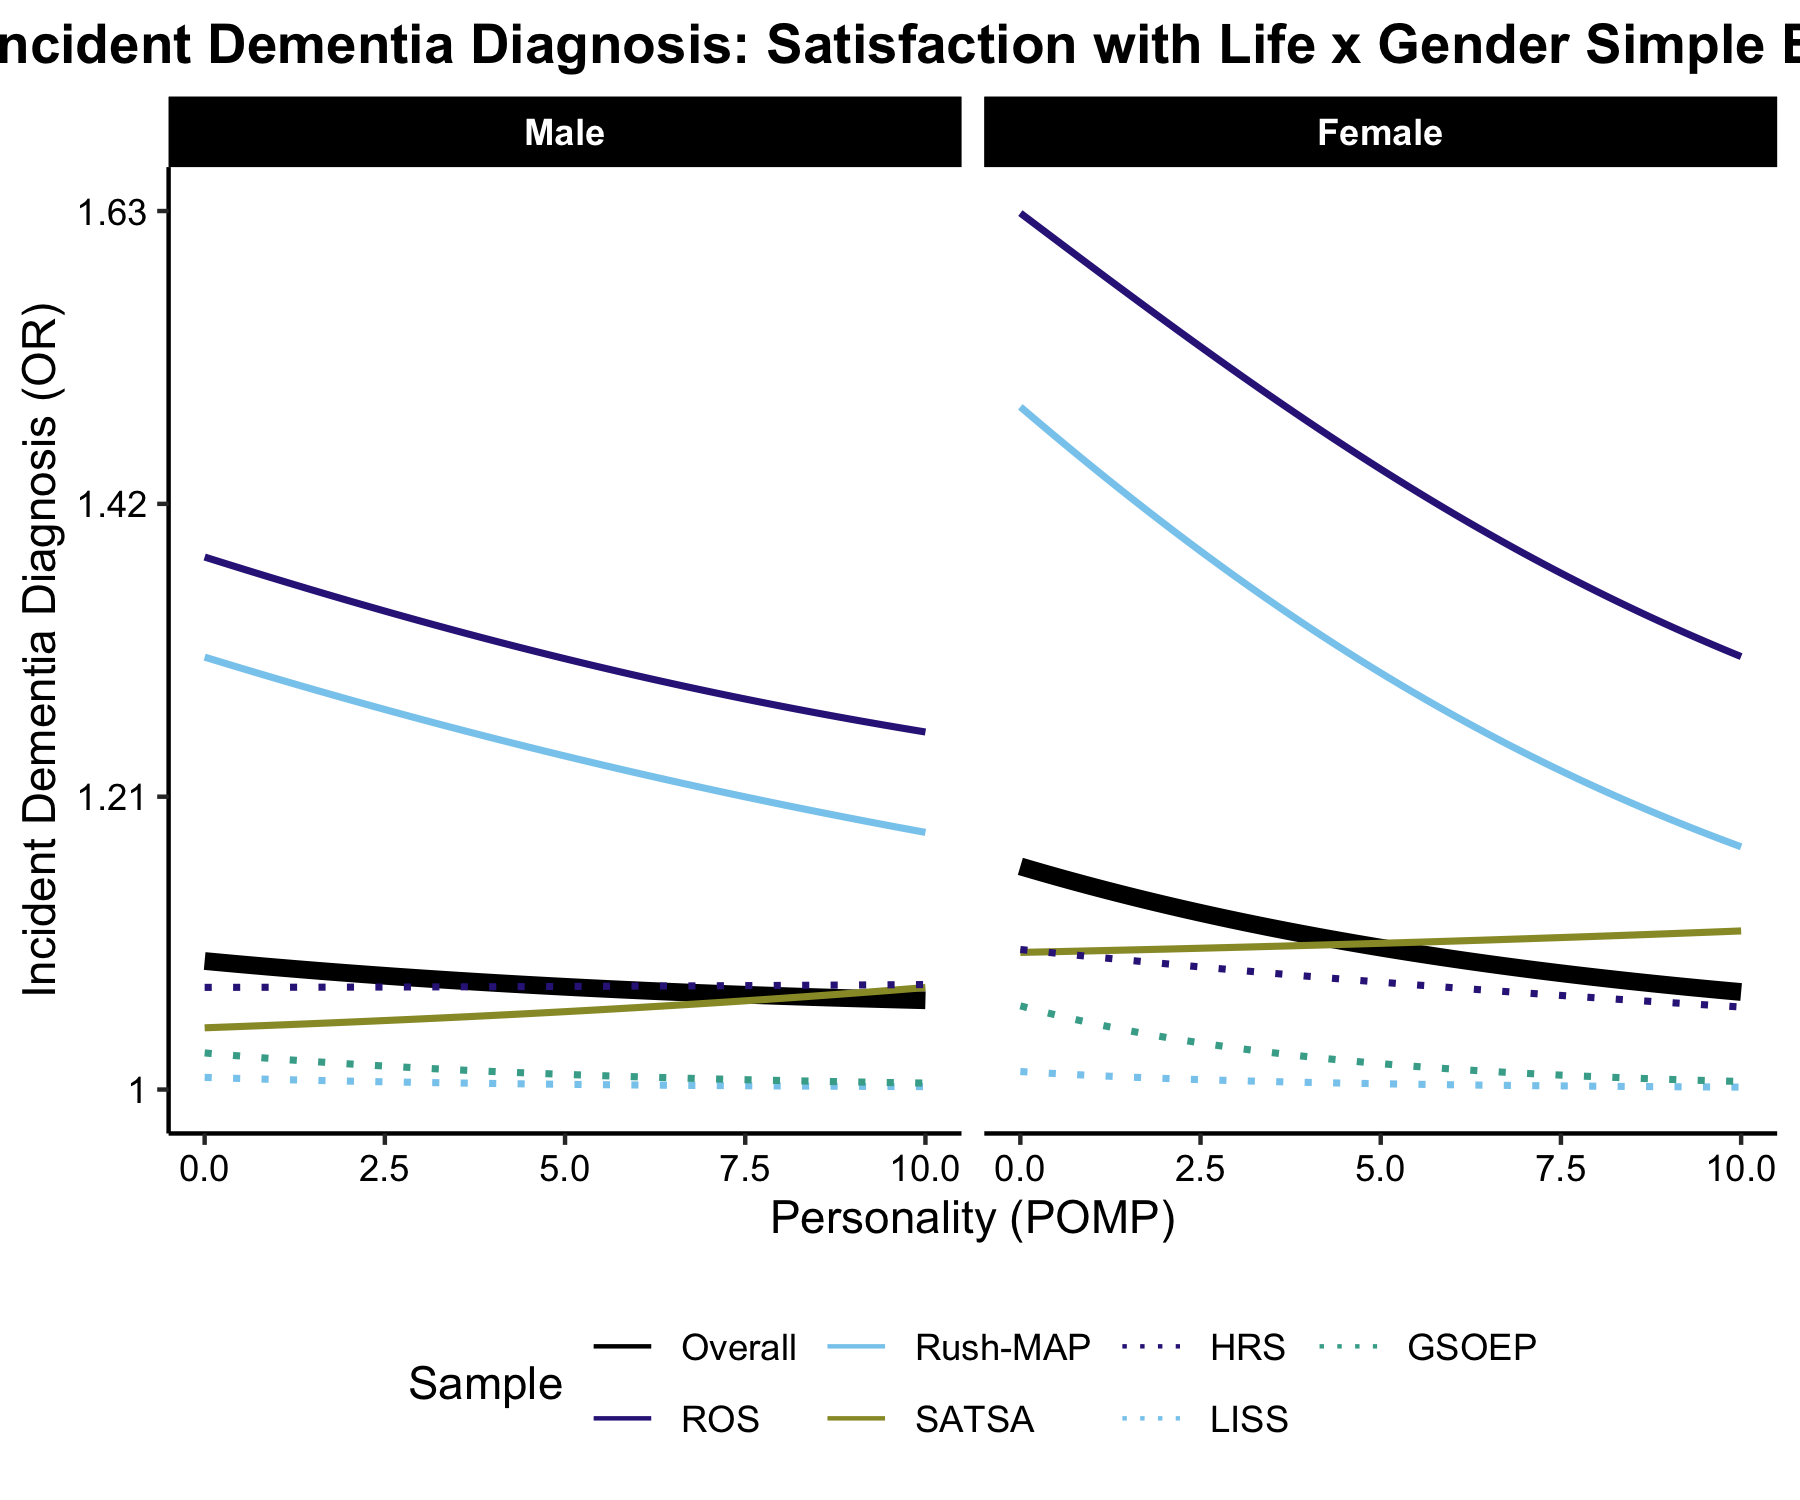 ncident Dementia Diagnosis: Satisfaction with Life x Gender Simple E
Male
Female
Incident Dementia Diagnosis (OR)
1.63
1.42
1.21
1
0.0 2.5 5.0 7.5 10.0
0.0 2.5 5.0 7.5 10.0
Personality (POMP)
Sample
Overall Rush-MAP HRS GSOEP
ROS SATSA LISS